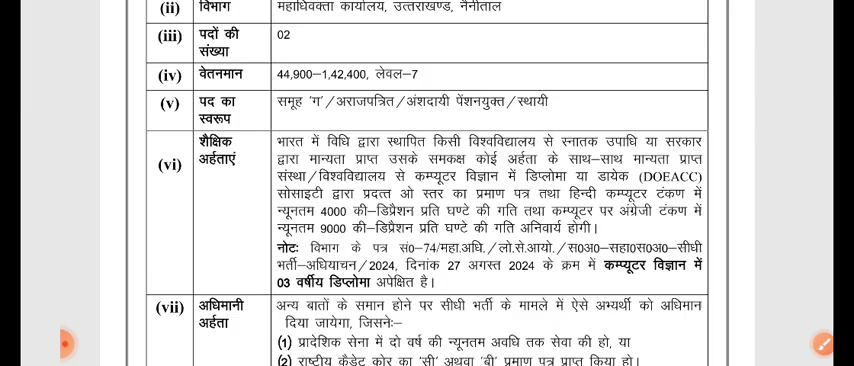 (ii) विभाग महाधिवक्ता कार्यालय, उत्तराखण्ड, नैनीताल
(iii) पदों की संख्या 02
(iv) वेतनमान 44,900–1,42,400, लेवल–7
(v) पद का स्वरूप समूह 'ग'/अराजपत्रित/अंशदायी पेंशनयुक्त/स्थायी
(vi) शैक्षिक अर्हताएं
भारत में विधि द्वारा स्थापित किसी विश्वविद्यालय से स्नातक उपाधि या सरकार
द्वारा मान्यता प्राप्त उसके समकक्ष कोई अर्हता के साथ–साथ मान्यता प्राप्त
संस्था/विश्वविद्यालय से कम्प्यूटर विज्ञान में डिप्लोमा या डायेक (DOEACC)
सोसाइटी द्वारा प्रदत्त ओ स्तर का प्रमाण पत्र तथा हिन्दी कम्प्यूटर टंकण में
न्यूनतम 4000 की–डिप्रैशन प्रति घण्टे की गति तथा कम्प्यूटर पर अंग्रेजी टंकण में
न्यूनतम 9000 की–डिप्रैशन प्रति घण्टे की गति अनिवार्य होगी।
नोटः विभाग के पत्र सं0–74/महा.अधि./लो.से.आयो./स0अ0–सहा0स0अ0–सीधी
भर्ती–अधियाचन/2024, दिनांक 27 अगस्त 2024 के क्रम में कम्प्यूटर विज्ञान में
03 वर्षीय डिप्लोमा अपेक्षित है।
(vii) अधिमानी अर्हता
अन्य बातों के समान होने पर सीधी भर्ती के मामले में ऐसे अभ्यर्थी को अधिमान
दिया जायेगा, जिसनेः–
(1) प्रादेशिक सेना में दो वर्ष की न्यूनतम अवधि तक सेवा की हो, या
(2) राष्ट्रीय कैडेट कोर का 'सी' अथवा 'बी' प्रमाण पत्र प्राप्त किया हो।